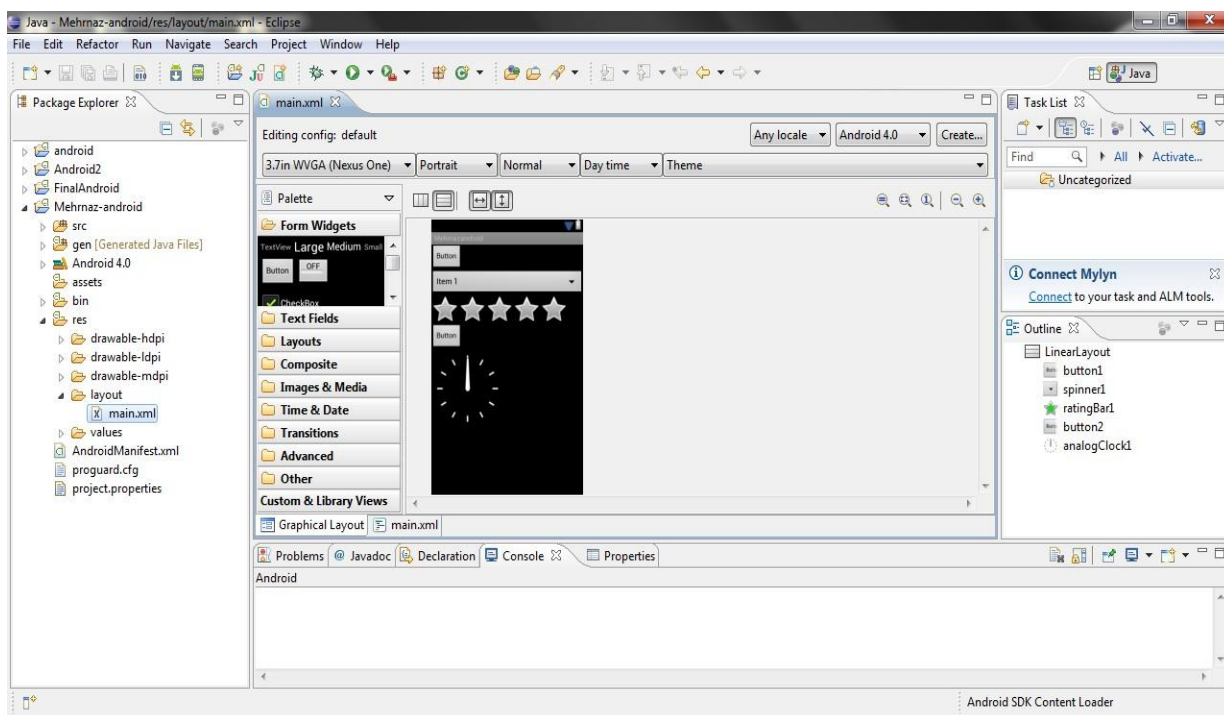 Java - Mehrnaz-android/res/layout/main.xml - Eclipse
File Edit Refactor Run Navigate Search Project Window Help
Java
Package Explorer
android
Android2
FinalAndroid
Mehrnaz-android
src
gen [Generated Java Files]
Android 4.0
assets
bin
res
drawable-hdpi
drawable-ldpi
drawable-mdpi
layout
main.xml
values
AndroidManifest.xml
proguard.cfg
project.properties
main.xml
Editing config: default
Any locale Android 4.0 Create...
3.7in WVGA (Nexus One) Portrait Normal Day time Theme
Palette
Form Widgets
TextView Large Medium Small
Button OFF
CheckBox
Text Fields
Layouts
Composite
Images & Media
Time & Date
Transitions
Advanced
Other
Custom & Library Views
Button
Item 1
Button
Graphical Layout main.xml
Task List
Find All Activate...
Uncategorized
Connect Mylyn
Connect to your task and ALM tools.
Outline
LinearLayout
button1
spinner1
ratingBar1
button2
analogClock1
Problems @ Javadoc Declaration Console Properties
Android
Android SDK Content Loader